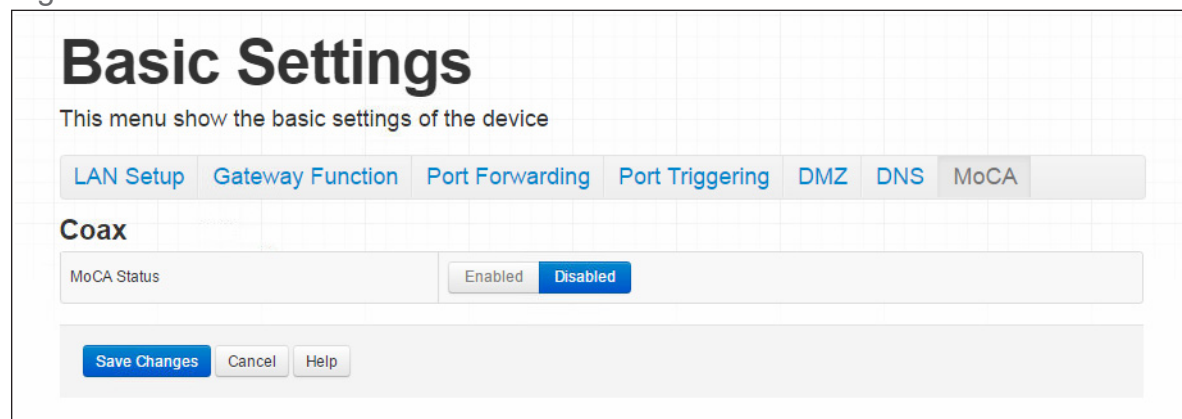 Basic Settings
This menu show the basic settings of the device
LAN Setup Gateway Function Port Forwarding Port Triggering DMZ DNS MoCA
Coax
MoCA Status Enabled Disabled
Save Changes Cancel Help